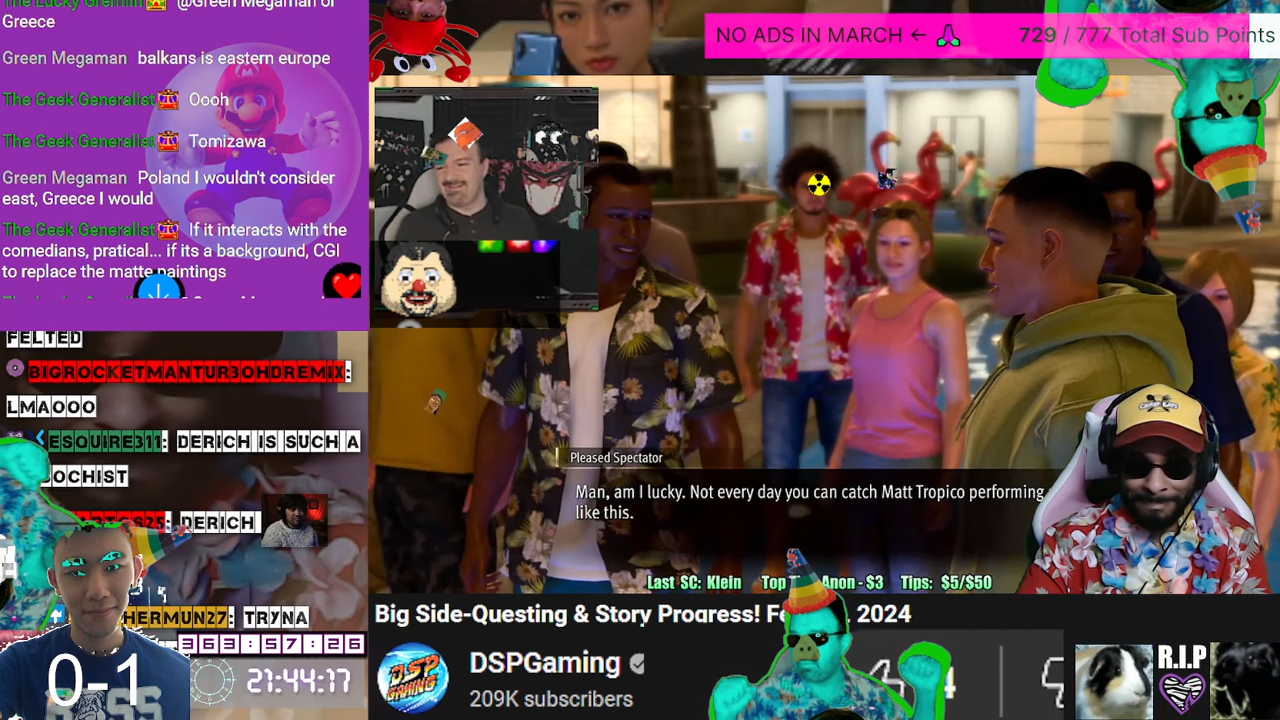 The Lucky Gremlin @Green Megaman or
Greece
Green Megaman balkans is eastern europe
The Geek Generalist Oooh
The Geek Generalist Tomizawa
Green Megaman Poland I wouldn't consider
east, Greece I would
The Geek Generalist If it interacts with the
comedians, pratical... if its a background, CGI
to replace the matte paintings
FELTED
BIGROCKETMANTURBOHDREMIX:
LMAOOO
ESQUIRE311: DERICH IS SUCH A
OCHIST
DERICH
HERMUN27: TRYNA
363:57:26
0-1
21:44:17
NO ADS IN MARCH ← 729 / 777 Total Sub Points
Pleased Spectator
Man, am I lucky. Not every day you can catch Matt Tropico performing
like this.
Last SC: Klein Top Anon - $3 Tips: $5/$50
Big Side-Questing & Story Progress! 2024
DSP
GAMING
DSPGaming
209K subscribers
R.I.P